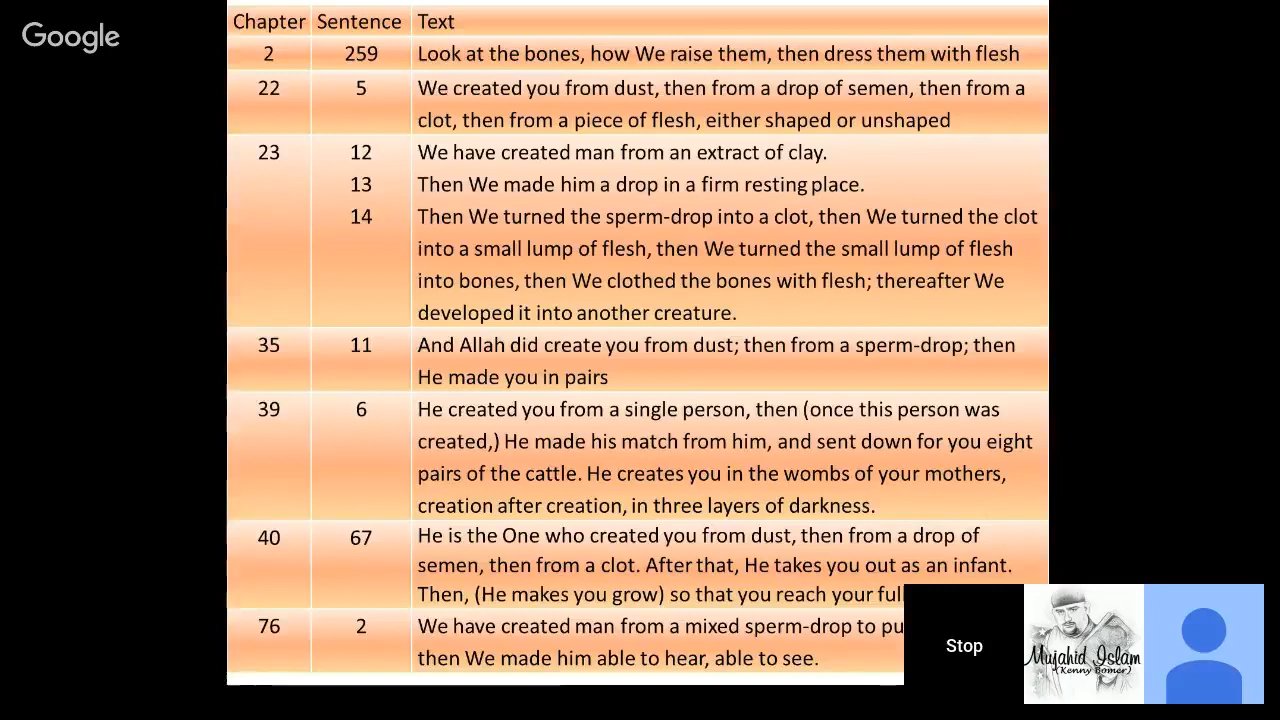 Google
Chapter Sentence Text
2 259 Look at the bones, how We raise them, then dress them with flesh
22 5 We created you from dust, then from a drop of semen, then from a
clot, then from a piece of flesh, either shaped or unshaped
23 12 We have created man from an extract of clay.
13 Then We made him a drop in a firm resting place.
14 Then We turned the sperm-drop into a clot, then We turned the clot
into a small lump of flesh, then We turned the small lump of flesh
into bones, then We clothed the bones with flesh; thereafter We
developed it into another creature.
35 11 And Allah did create you from dust; then from a sperm-drop; then
He made you in pairs
39 6 He created you from a single person, then (once this person was
created,) He made his match from him, and sent down for you eight
pairs of the cattle. He creates you in the wombs of your mothers,
creation after creation, in three layers of darkness.
40 67 He is the One who created you from dust, then from a drop of
semen, then from a clot. After that, He takes you out as an infant.
Then, (He makes you grow) so that you reach your
76 2 We have created man from a mixed sperm-drop to
then We made him able to hear, able to see.
Stop
Mujahid Islam
(Kenny Bomer)